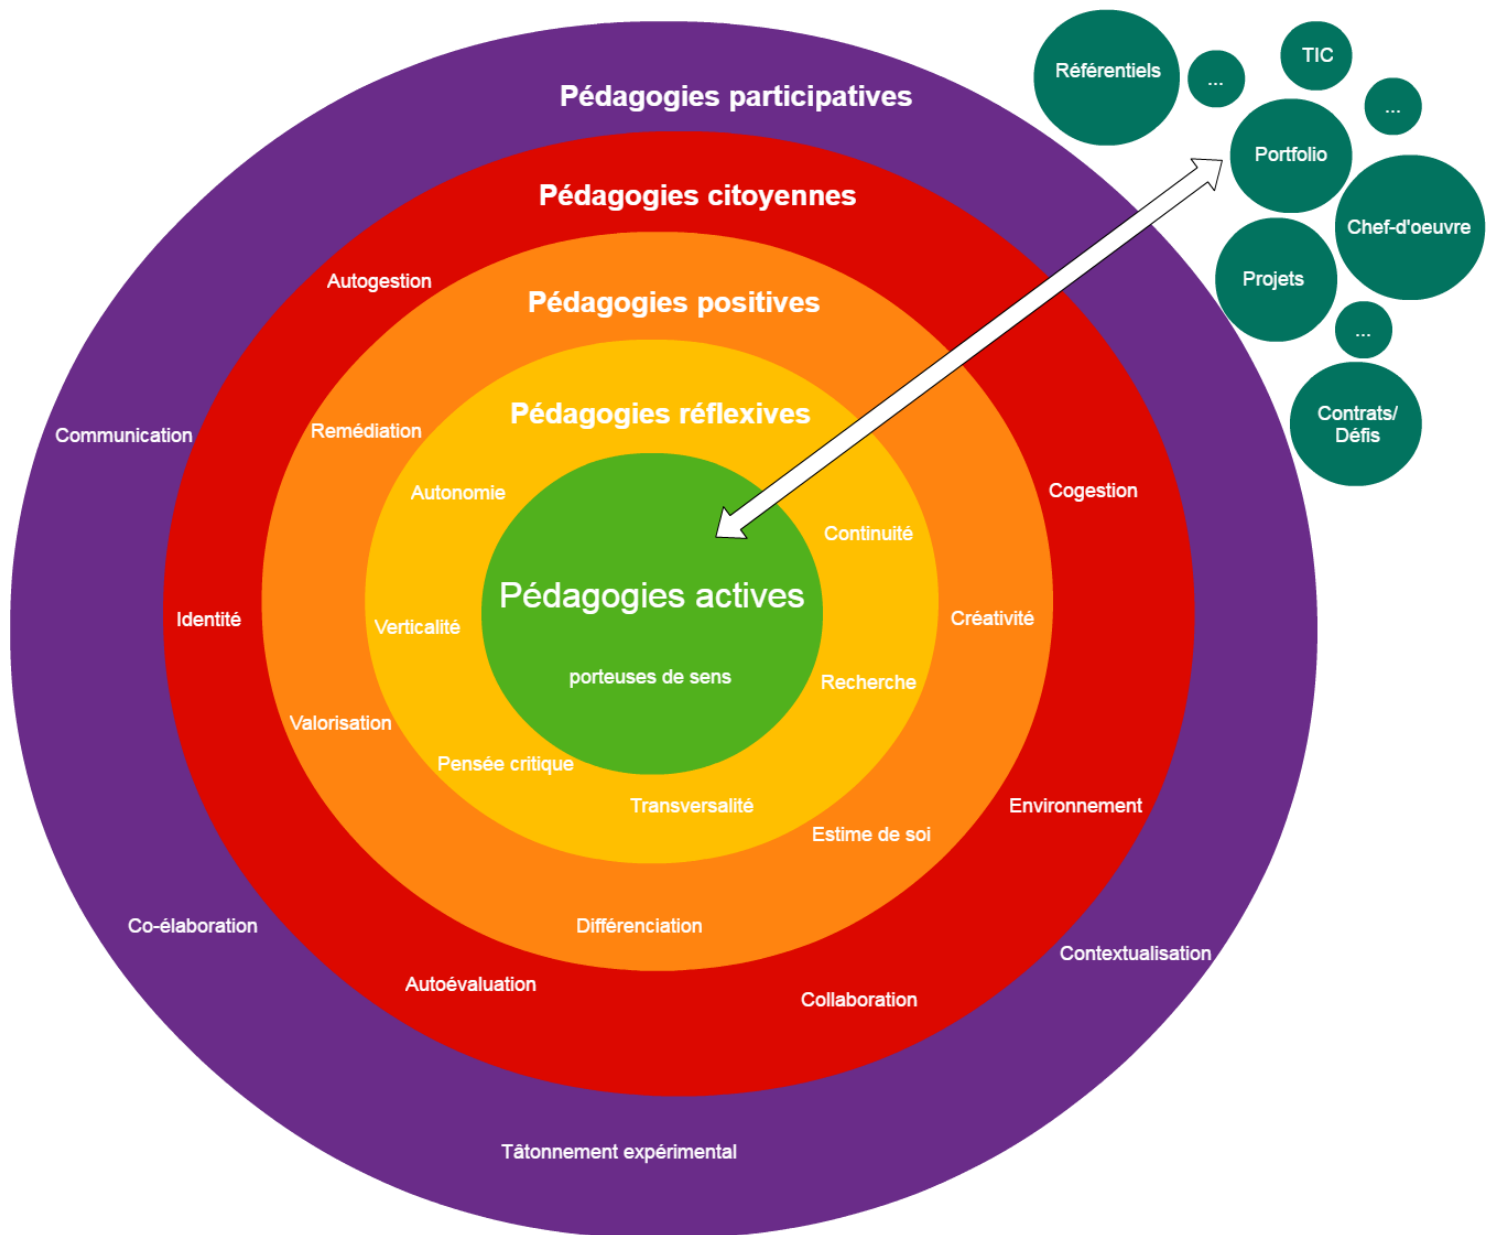 Pédagogies participatives
Pédagogies citoyennes
Autogestion
Pédagogies positives
Remédiation
Communication
Pédagogies réflexives
Autonomie
Cogestion
Continuité
Pédagogies actives
Identité
Verticalité
Créativité
porteuses de sens
Recherche
Valorisation
Pensée critique
Transversalité
Environnement
Estime de soi
Co-élaboration
Différenciation
Contextualisation
Autoévaluation
Collaboration
Tâtonnement expérimental
Référentiels
...
TIC
...
Portfolio
Chef-d'oeuvre
Projets
...
Contrats/
Défis